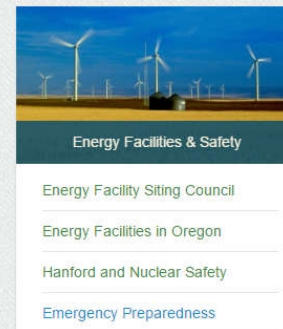 Energy Facilities & Safety
Energy Facility Siting Council
Energy Facilities in Oregon
Hanford and Nuclear Safety
Emergency Preparedness